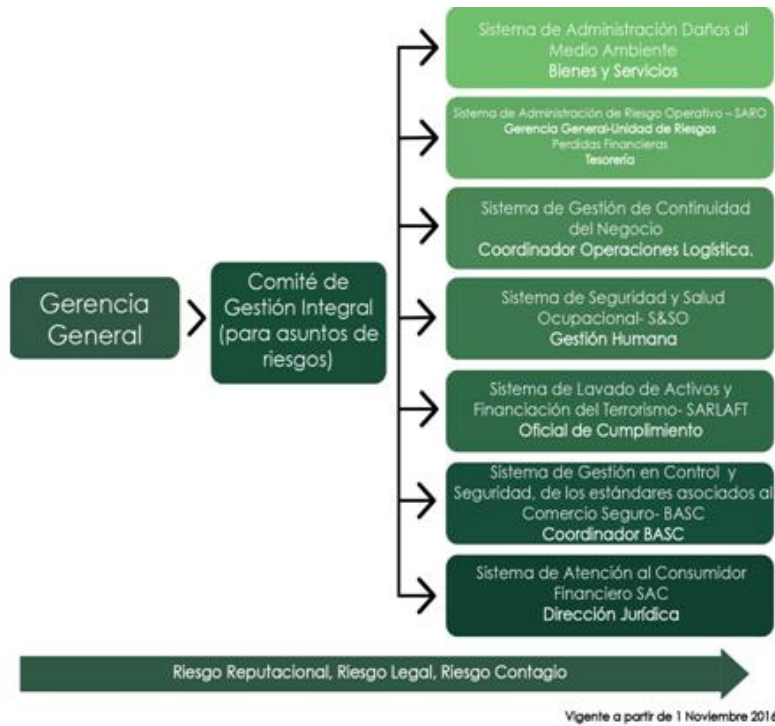 Sistema de Administración Daños al
Medio Ambiente
Bienes y Servicios
Sistema de Administración de Riesgo Operativo – SARO
Gerencia General-Unidad de Riesgos
Perdidas Financieras
Tesorería
Sistema de Gestión de Continuidad
del Negocio
Coordinador Operaciones Logística.
Gerencia
General
Comité de
Gestión Integral
(para asuntos de
riesgos)
Sistema de Seguridad y Salud
Ocupacional- S&SO
Gestión Humana
Sistema de Lavado de Activos y
Financiación del Terrorismo- SARLAFT
Oficial de Cumplimiento
Sistema de Gestión en Control y
Seguridad, de los estándares asociados al
Comercio Seguro- BASC
Coordinador BASC
Sistema de Atención al Consumidor
Financiero SAC
Dirección Jurídica
Riesgo Reputacional, Riesgo Legal, Riesgo Contagio
Vigente a partir de 1 Noviembre 2016